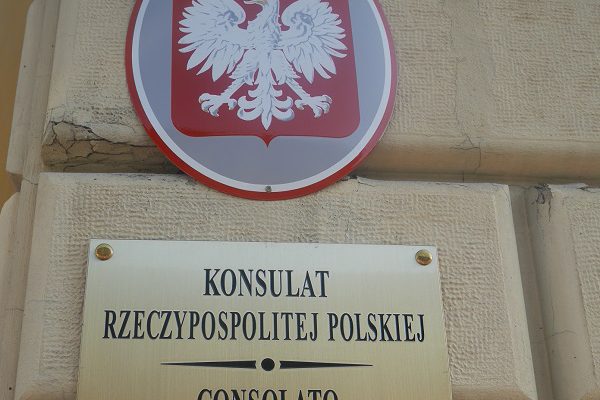 KONSULAT
RZECZYPOSPOLITEJ POLSKIEJ
CONSOLATO